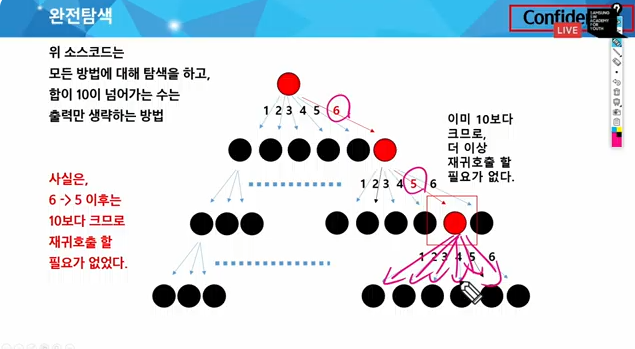 완전탐색
Confiden
LIVE
SAMSUNG
SW
ACADEMY
FOR
YOUTH
위 소스코드는
모든 방법에 대해 탐색을 하고,
합이 10이 넘어가는 수는
출력만 생략하는 방법
1 2 3 4 5 6
이미 10보다
크므로,
더 이상
재귀호출 할
필요가 없다.
사실은,
6 -> 5 이후는
10보다 크므로
재귀호출 할
필요가 없었다.
1 2 3 4 5 6
1 2 3 4 5 6